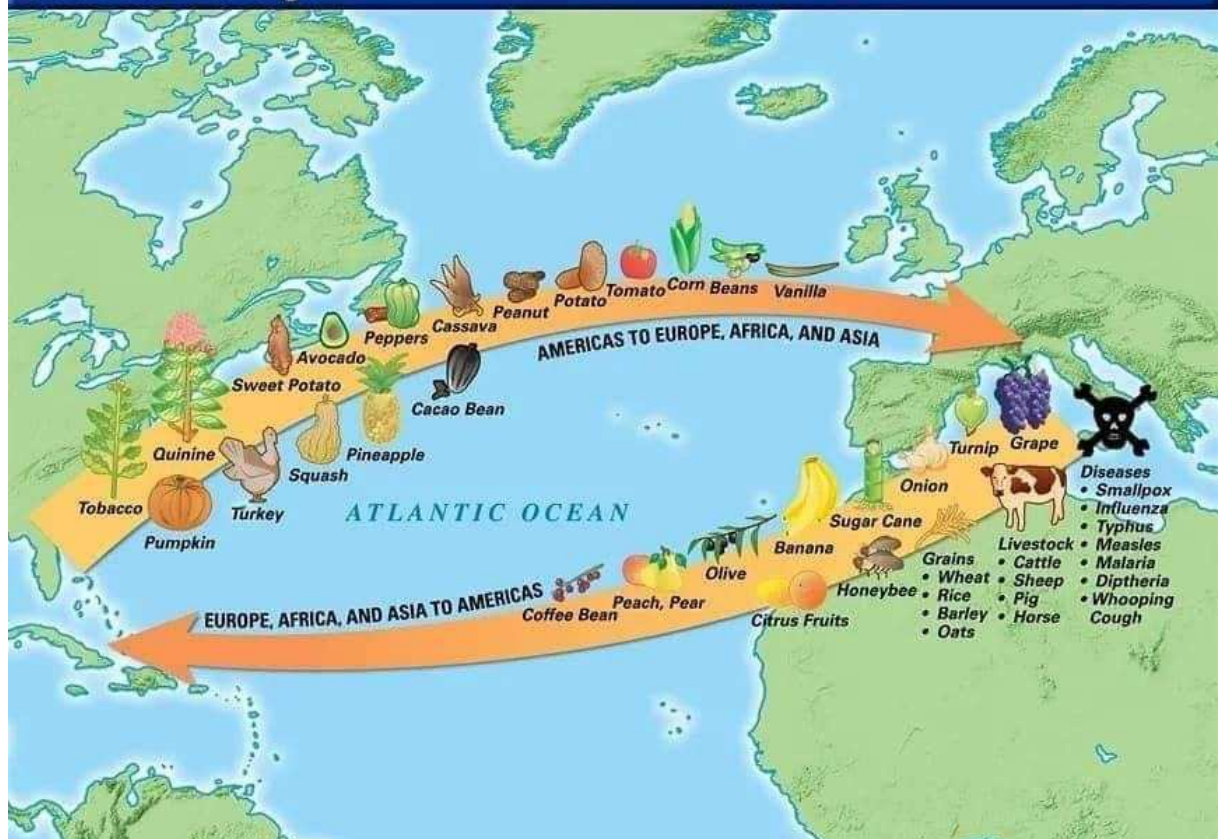 Tobacco
Quinine
Sweet Potato
Avocado
Peppers
Cassava
Peanut
Potato
Tomato
Corn
Beans
Vanilla
Pumpkin
Turkey
Squash
Pineapple
Cacao Bean
AMERICAS TO EUROPE, AFRICA, AND ASIA
ATLANTIC OCEAN
EUROPE, AFRICA, AND ASIA TO AMERICAS
Coffee Bean
Peach, Pear
Olive
Banana
Citrus Fruits
Sugar Cane
Honeybee
Onion
Turnip
Grape
Grains
• Wheat
• Rice
• Barley
• Oats
Livestock
• Cattle
• Sheep
• Pig
• Horse
Diseases
• Smallpox
• Influenza
• Typhus
• Measles
• Malaria
• Diptheria
• Whooping
Cough